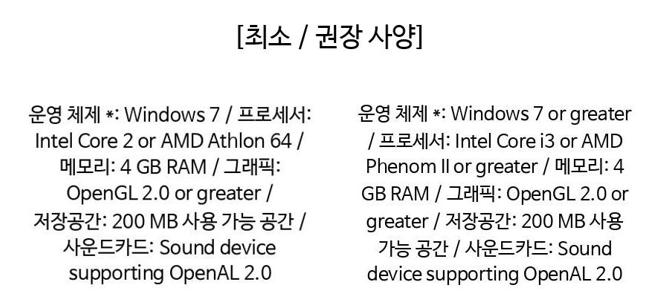 [최소 / 권장 사양]
운영 체제 *: Windows 7 / 프로세서:
Intel Core 2 or AMD Athlon 64 /
메모리: 4 GB RAM / 그래픽:
OpenGL 2.0 or greater /
저장공간: 200 MB 사용 가능 공간 /
사운드카드: Sound device
supporting OpenAL 2.0
운영 체제 *: Windows 7 or greater
/ 프로세서: Intel Core i3 or AMD
Phenom II or greater / 메모리: 4
GB RAM / 그래픽: OpenGL 2.0 or
greater / 저장공간: 200 MB 사용
가능 공간 / 사운드카드: Sound
device supporting OpenAL 2.0